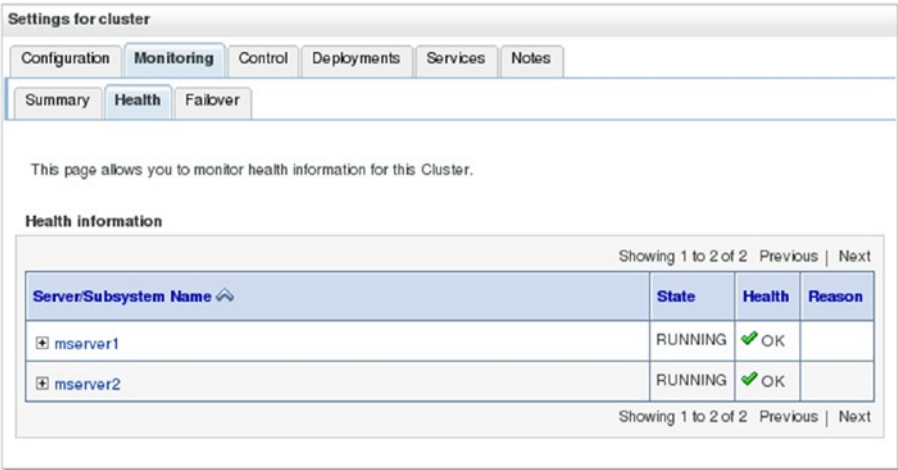 Settings for cluster
Configuration Monitoring Control Deployments Services Notes
Summary Health Failover
This page allows you to monitor health information for this Cluster.
Health information
Showing 1 to 2 of 2 Previous | Next
Server/Subsystem Name State Health Reason
mserver1 RUNNING OK
mserver2 RUNNING OK
Showing 1 to 2 of 2 Previous | Next